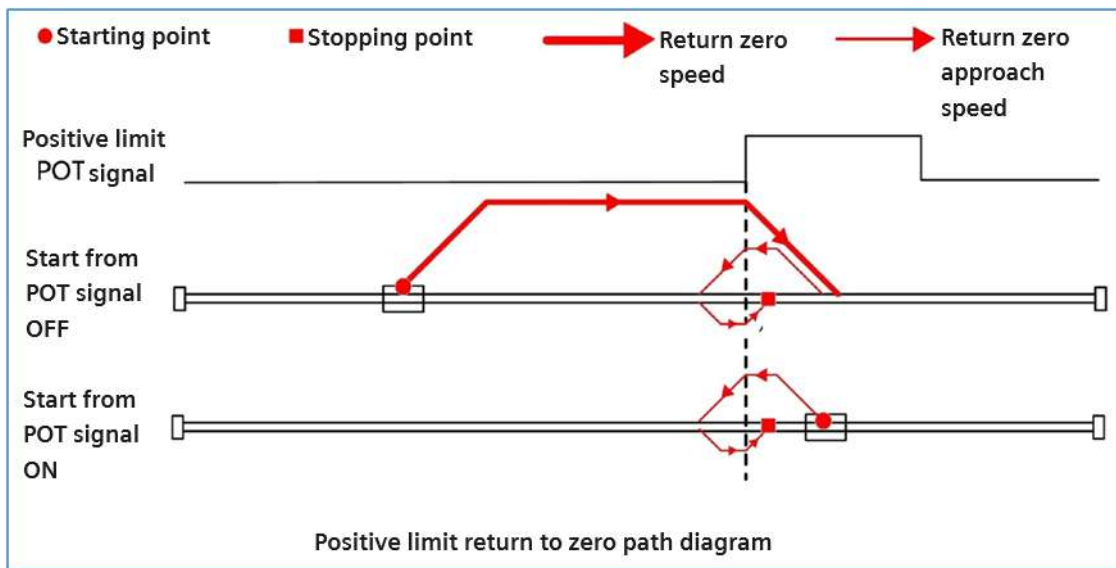 Starting point
Stopping point
Return zero
speed
Return zero
approach
speed
Positive limit
POT signal
Start from
POT signal
OFF
Start from
POT signal
ON
Positive limit return to zero path diagram